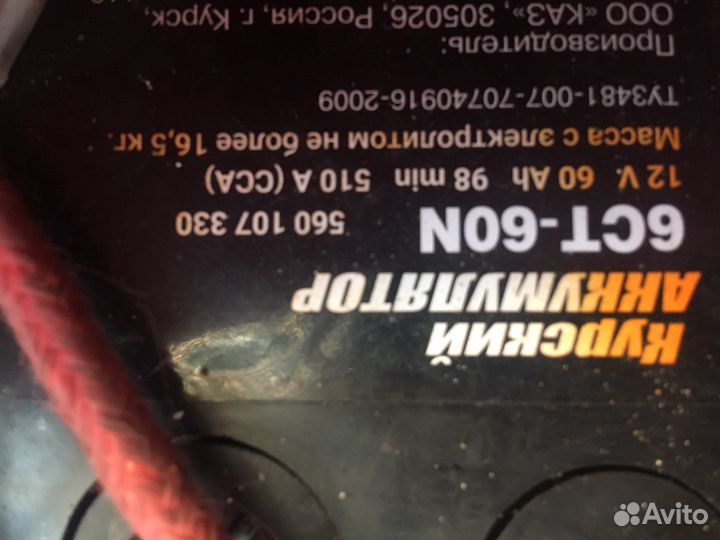 Курский
АККУМУЛЯТОР
6СТ-60N 560 107 330
12 V 60 Ah 98 min 510 A (CCA)
Масса с электролитом не более 16,5 кг.
ТУ3481-007-70740916-2009
Производитель:
ООО «КАЗ», 305026, Россия, г. Курск,
Avito